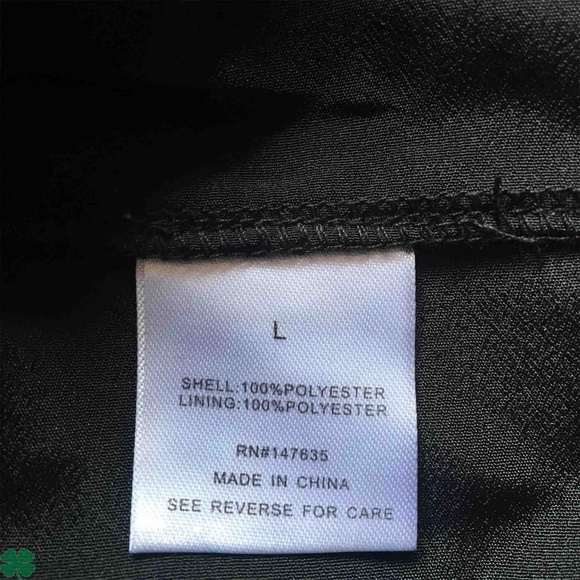 L
SHELL:100%POLYESTER
LINING:100%POLYESTER
RN#147635
MADE IN CHINA
SEE REVERSE FOR CARE